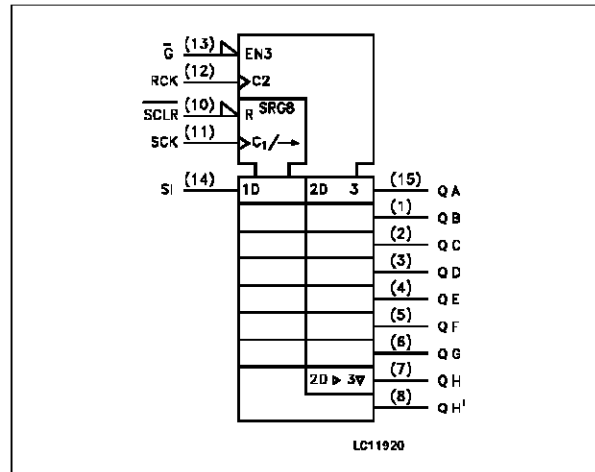 G̅ (13) EN3
RCK (12) C2
S̅C̅L̅R̅ (10) R SRG8
SCK (11) C1/→
SI (14) 1D 2D 3 (15) QA
(1) QB
(2) QC
(3) QD
(4) QE
(5) QF
(6) QG
2D ▷ 3▽ (7) QH
(8) QH'
LC11920